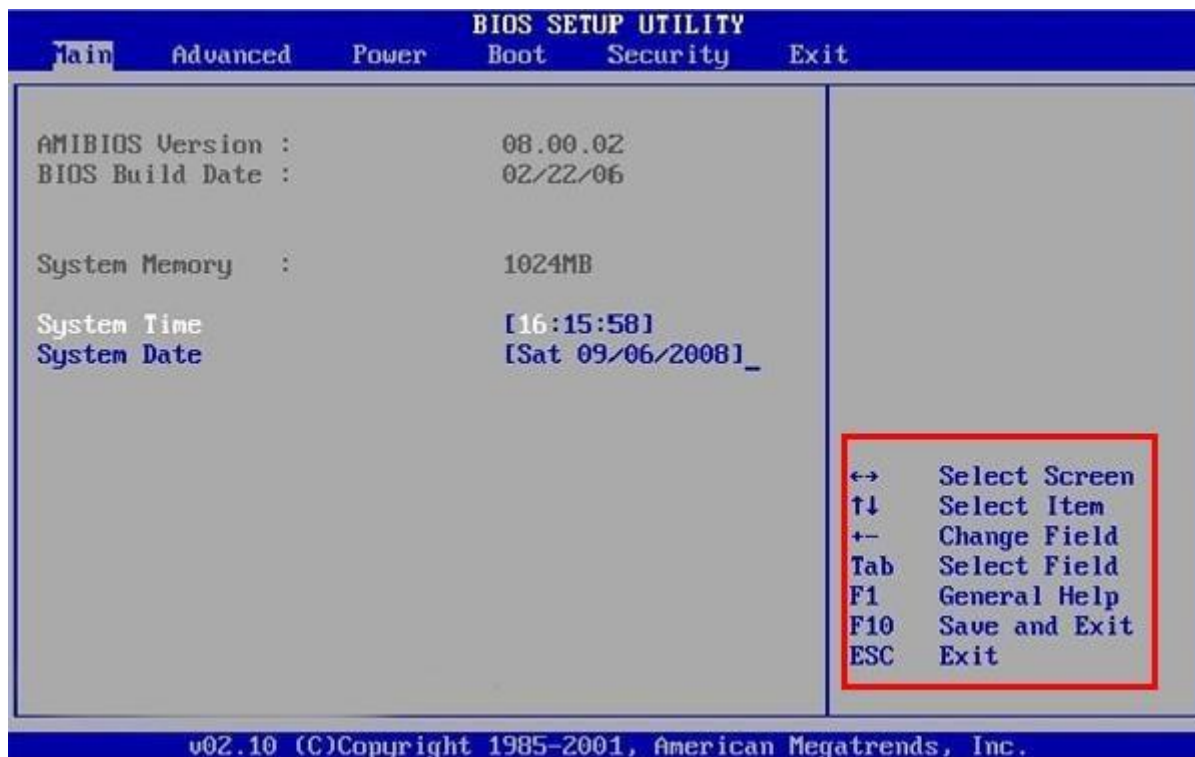 BIOS SETUP UTILITY
Main Advanced Power Boot Security Exit
AMIBIOS Version : 08.00.02
BIOS Build Date : 02/22/06
System Memory : 1024MB
System Time [16:15:58]
System Date [Sat 09/06/2008]_
←→ Select Screen
↑↓ Select Item
+- Change Field
Tab Select Field
F1 General Help
F10 Save and Exit
ESC Exit
v02.10 (C)Copyright 1985-2001, American Megatrends, Inc.